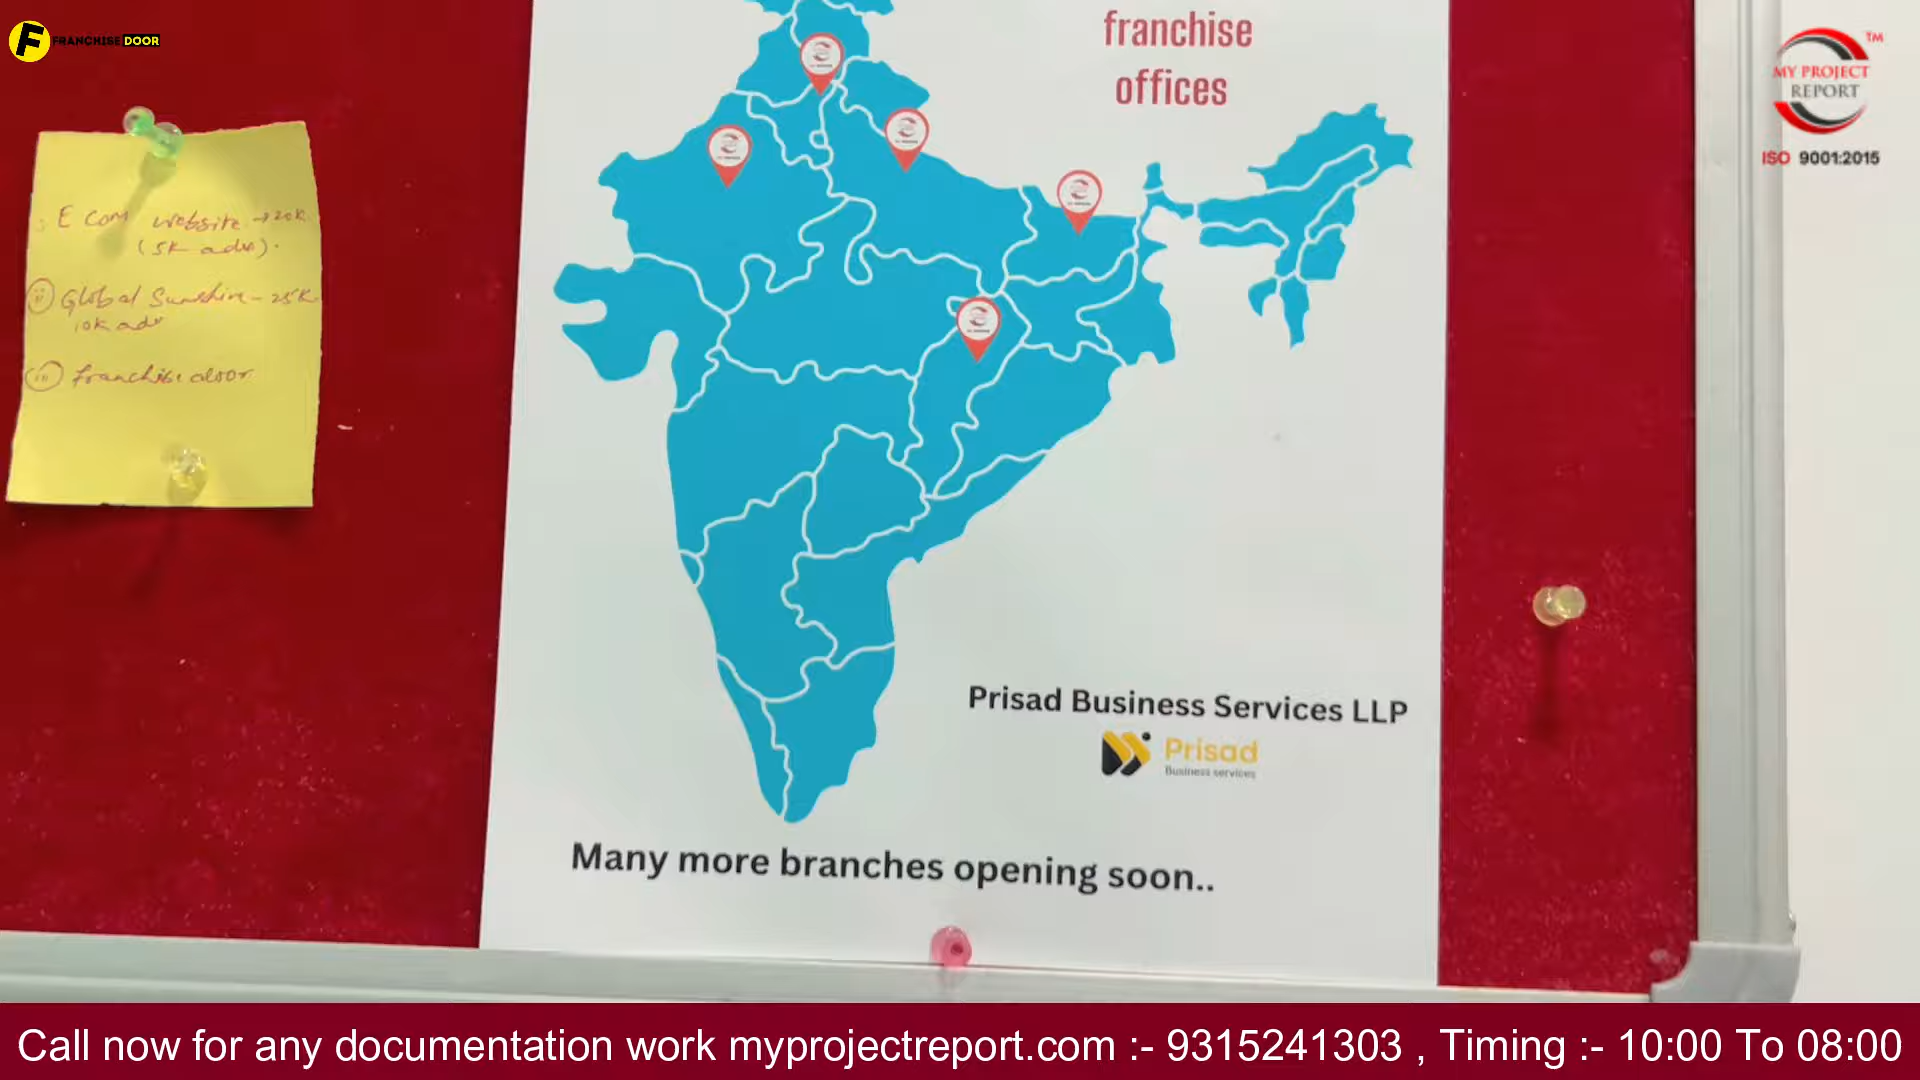 FRANCHISE DOOR
franchise
offices
TM
MY PROJECT
REPORT
ISO 9001:2015
E com website → 20K
(5K adv).
Global Sunshine - 25K
10K adv
franchise door
Prisad Business Services LLP
Prisad
Business services
Many more branches opening soon..
Call now for any documentation work myprojectreport.com :- 9315241303 , Timing :- 10:00 To 08:00